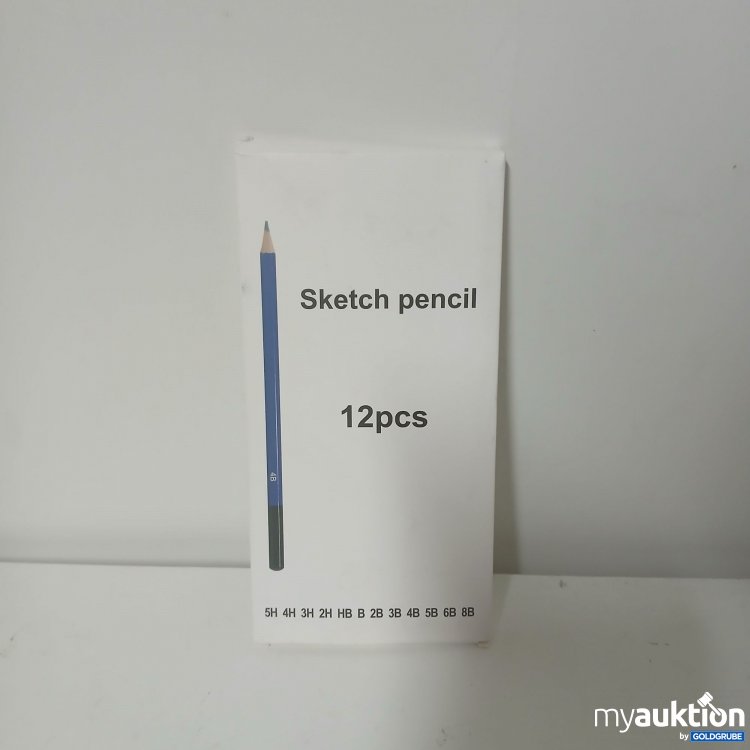 Sketch pencil
12pcs
4B
5H 4H 3H 2H HB B 2B 3B 4B 5B 6B 8B
myauktion
by GOLDGRUBE